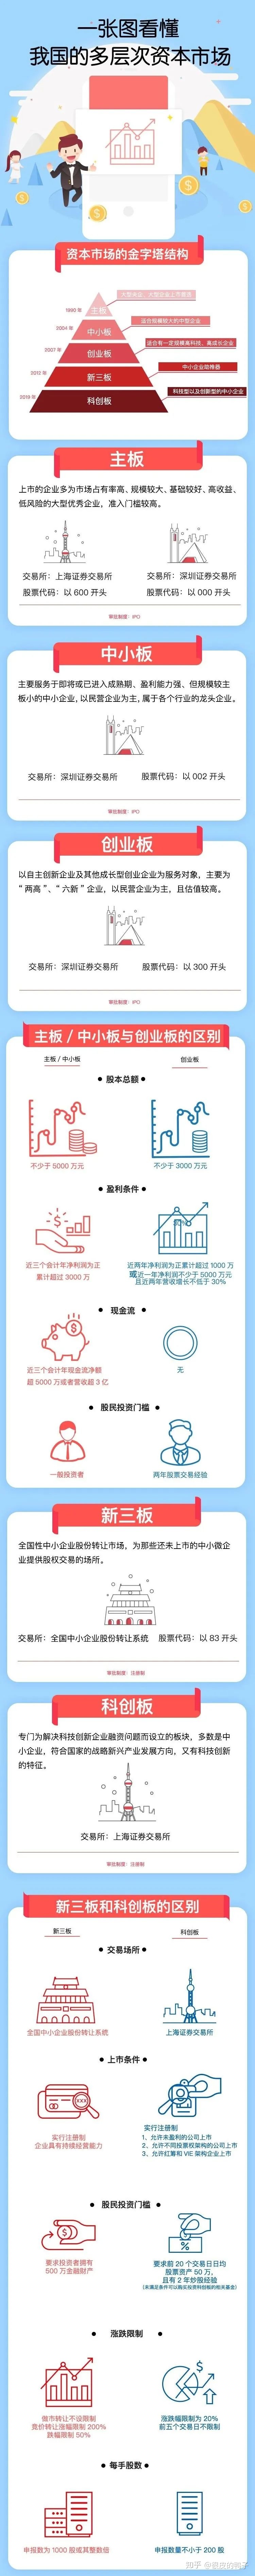 一张图看懂
我国的多层次资本市场
资本市场的金字塔结构
1990 年
主板
2004 年
中小板
适合规模较大的中型企业
2007 年
创业板
适合有一定规模高科技、高成长企业
2012 年
新三板
中小企业助推器
2019 年
科创板
科技型以及创新型的中小企业
主板
上市的企业多为市场占有率高、规模较大、基础较好、高收益、
低风险的大型优秀企业，准入门槛较高。
交易所：上海证券交易所
交易所：深圳证券交易所
股票代码：以 600 开头
股票代码：以 000 开头
审批制度：IPO
中小板
主要服务于即将或已进入成熟期、盈利能力强、但规模较主
板小的中小企业，以民营企业为主，属于各个行业的龙头企业。
交易所：深圳证券交易所
股票代码：以 002 开头
审批制度：IPO
创业板
以自主创新企业及其他成长型创业企业为服务对象，主要为
“两高”、“六新”企业，以民营企业为主，且估值较高。
交易所：深圳证券交易所
股票代码：以 300 开头
审批制度：IPO
主板 / 中小板与创业板的区别
主板 / 中小板
创业板
股本总额
不少于 5000 万元
不少于 3000 万元
盈利条件
30%
近三个会计年净利润为正
累计超过 3000 万
近两年净利润为正累计超过 1000 万
或近一年净利润不少于 5000 万元
且近两年营收增长不低于 30%
现金流
近三个会计年现金流净额
超 5000 万或者营收超 3 亿
无
股民投资门槛
一般投资者
两年股票交易经验
新三板
全国性中小企业股份转让市场，为那些还未上市的中小微企
业提供股权交易的场所。
交易所：全国中小企业股份转让系统
股票代码：以 83 开头
审批制度：注册制
科创板
专门为解决科技创新企业融资问题而设立的板块，多数是中
小企业，符合国家的战略新兴产业发展方向，又有科技创新
的特征。
交易所：上海证券交易所
审批制度：注册制
新三板和科创板的区别
新三板
科创板
交易场所
全国中小企业股份转让系统
上海证券交易所
上市条件
实行注册制
企业具有持续经营能力
实行注册制
1、允许未盈利的公司上市
2、允许不同投票权架构的公司上市
3、允许红筹和 VIE 架构企业上市
股民投资门槛
要求投资者拥有
500 万金融财产
要求前 20 个交易日日均
股票资产 50 万，
且有 2 年炒股经验
(未满足条件可以购买投资科创板的相关基金)
涨跌限制
做市转让不设限制
竞价转让涨幅限制 200%
跌幅限制 50%
涨跌幅限制为 20%
前五个交易日不限制
每手股数
申报数为 1000 股或其整数倍
申报数量不小于 200 股